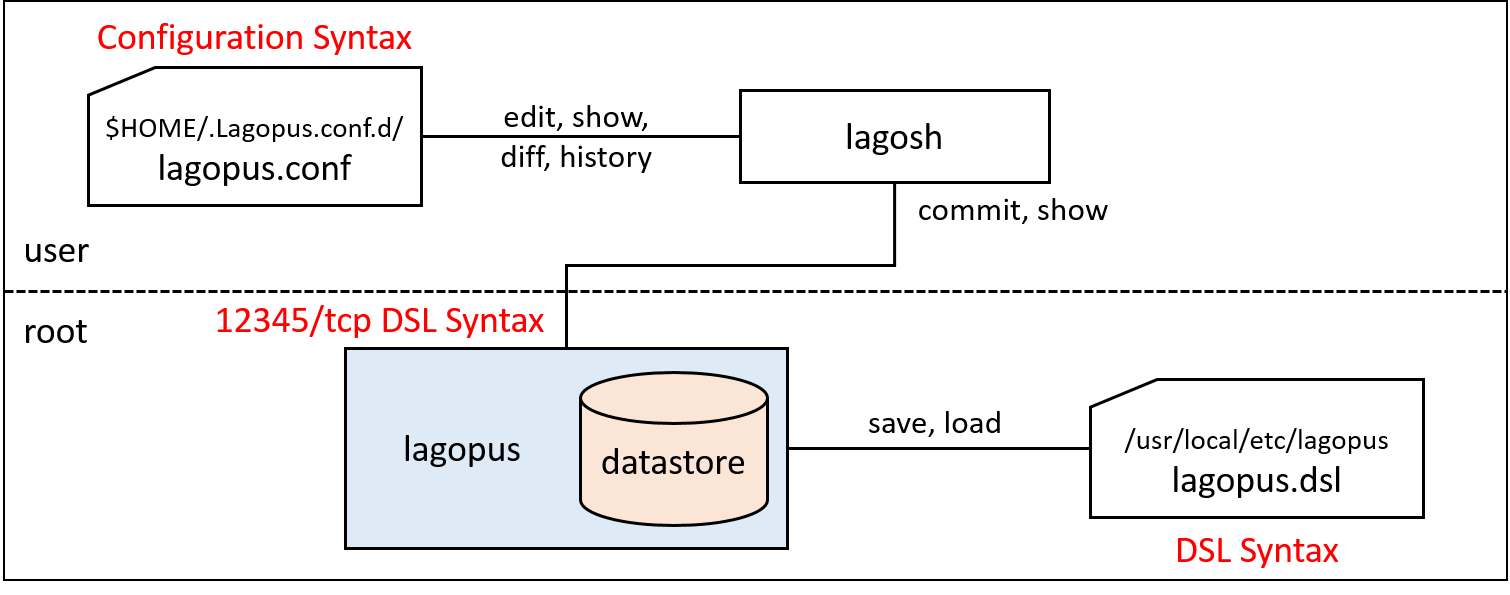 Configuration Syntax
$HOME/.Lagopus.conf.d/
lagopus.conf
edit, show,
diff, history
lagosh
commit, show
user
root
12345/tcp DSL Syntax
lagopus
datastore
save, load
/usr/local/etc/lagopus
lagopus.dsl
DSL Syntax